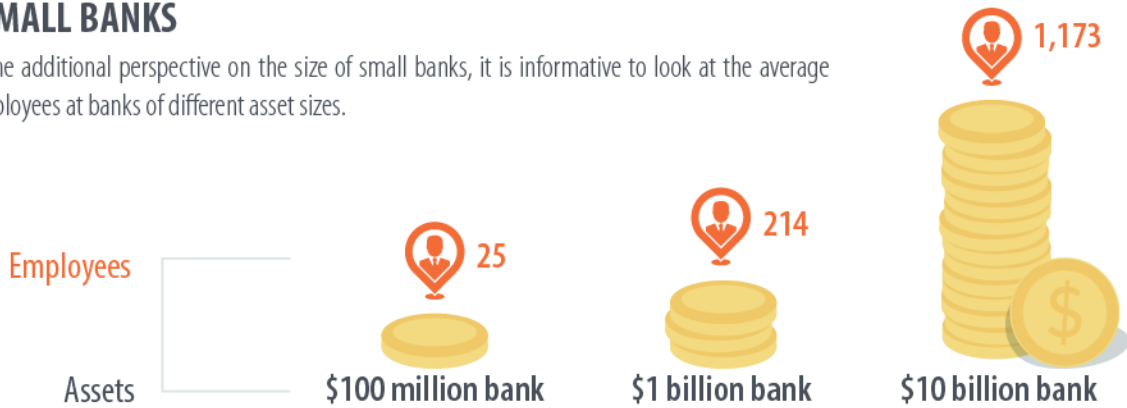 MALL BANKS
ne additional perspective on the size of small banks, it is informative to look at the average
ployees at banks of different asset sizes.
1,173
214
25
Employees
$
Assets
$100 million bank
$1 billion bank
$10 billion bank